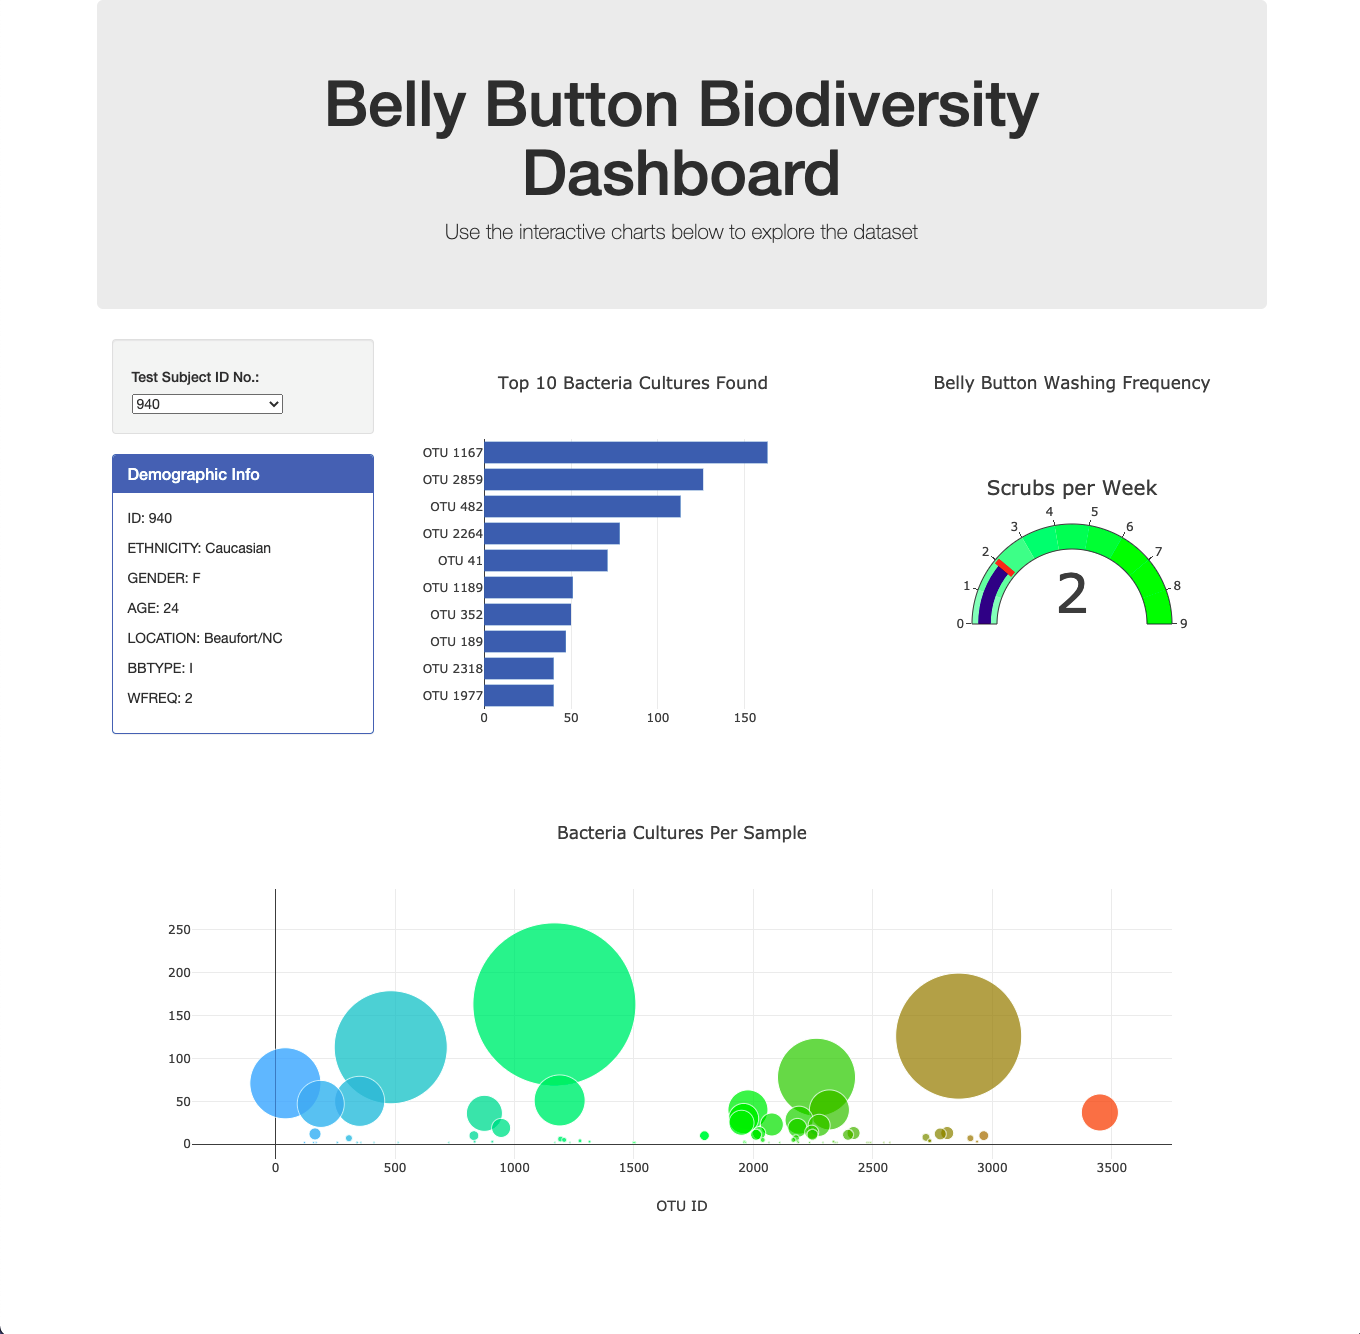 Belly Button Biodiversity
Dashboard
Use the interactive charts below to explore the dataset
Test Subject ID No.:
940
Demographic Info
ID: 940
ETHNICITY: Caucasian
GENDER: F
AGE: 24
LOCATION: Beaufort/NC
BBTYPE: I
WFREQ: 2
Top 10 Bacteria Cultures Found
OTU 1167
OTU 2859
OTU 482
OTU 2264
OTU 41
OTU 1189
OTU 352
OTU 189
OTU 2318
OTU 1977
0 50 100 150
Belly Button Washing Frequency
Scrubs per Week
0 1 2 3 4 5 6 7 8 9
2
Bacteria Cultures Per Sample
250
200
150
100
50
0
0 500 1000 1500 2000 2500 3000 3500
OTU ID